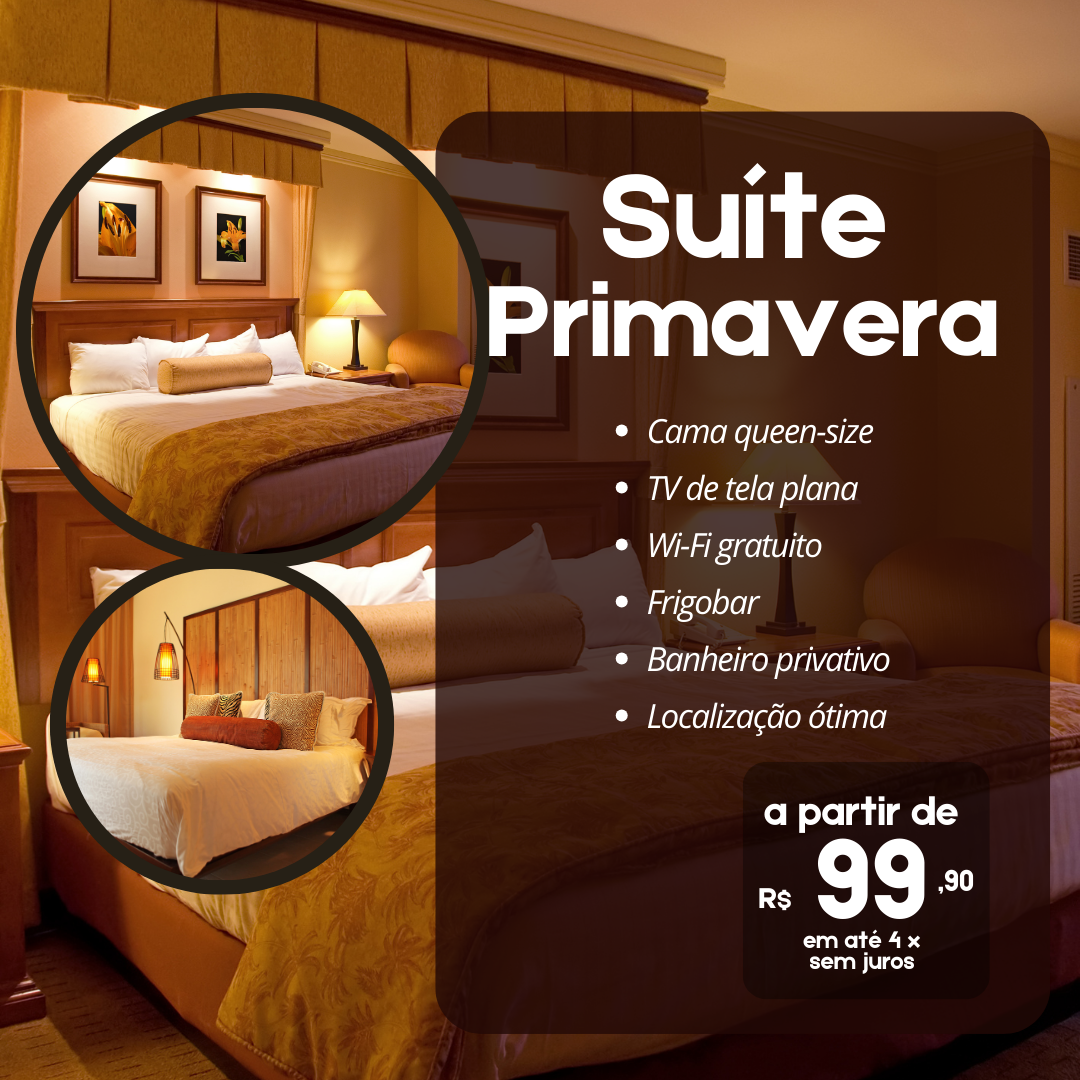 Suíte
Primavera
• Cama queen-size
• TV de tela plana
• Wi-Fi gratuito
• Frigobar
• Banheiro privativo
• Localização ótima
a partir de
R$ 99,90
em até 4 x
sem juros